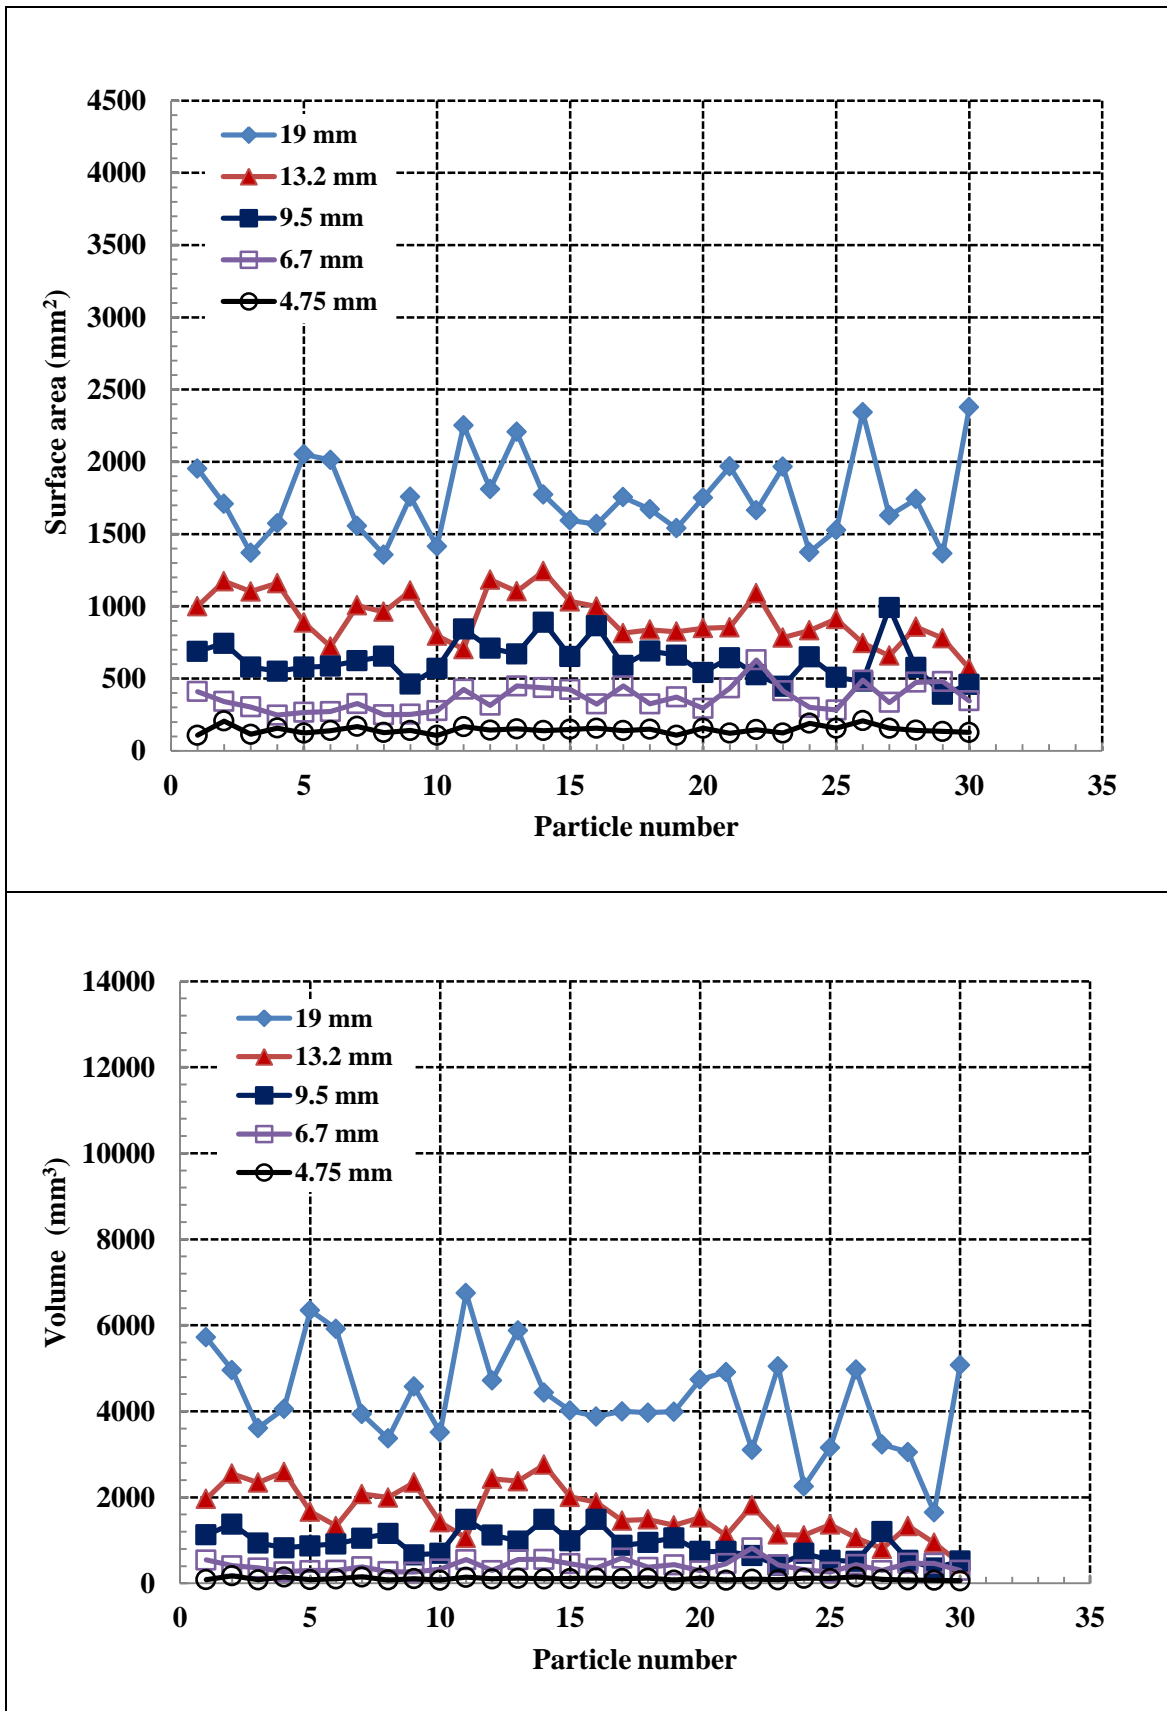 4500
4000
3500
3000
2500
2000
1500
1000
500
0
Surface area (mm²)
19 mm
13.2 mm
9.5 mm
6.7 mm
4.75 mm
0 5 10 15 20 25 30 35
Particle number
14000
12000
10000
8000
6000
4000
2000
0
Volume (mm³)
19 mm
13.2 mm
9.5 mm
6.7 mm
4.75 mm
0 5 10 15 20 25 30 35
Particle number